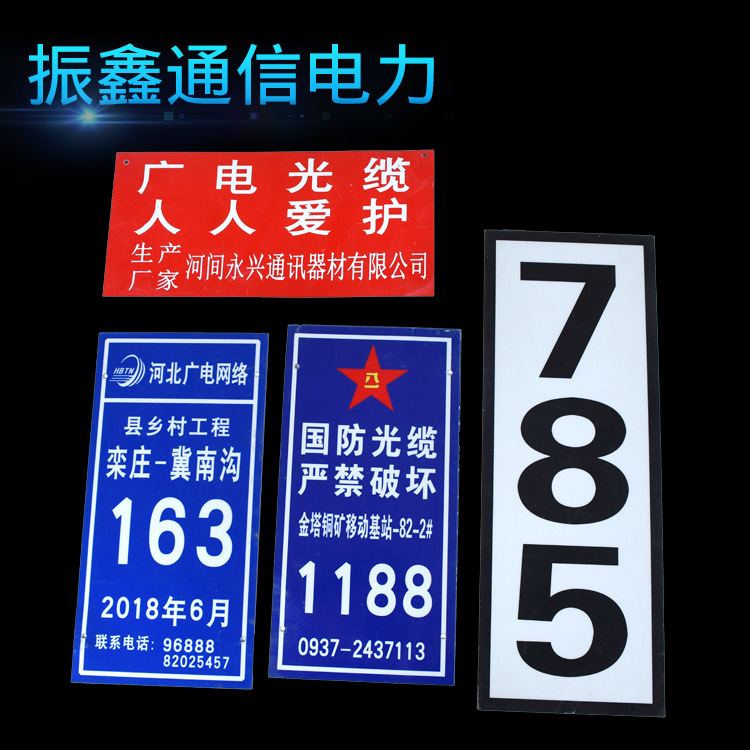 振鑫通信电力
广电光缆
人人爱护
生产厂家 河间永兴通讯器材有限公司
HBTN 河北广电网络
县乡村工程
栾庄-冀南沟
163
2018年6月
联系电话：96888
82025457
八一
国防光缆
严禁破坏
金塔铜矿移动基站-82-2#
1188
0937-2437113
785